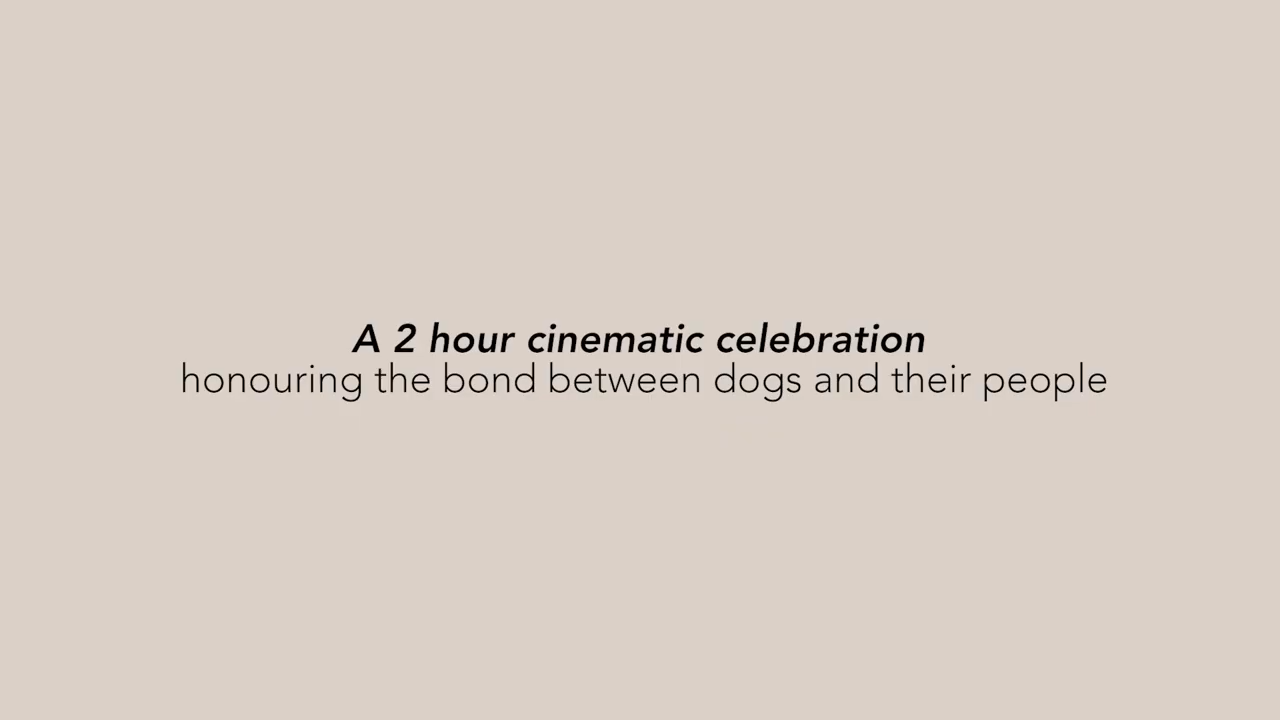 A 2 hour cinematic celebration
honouring the bond between dogs and their people